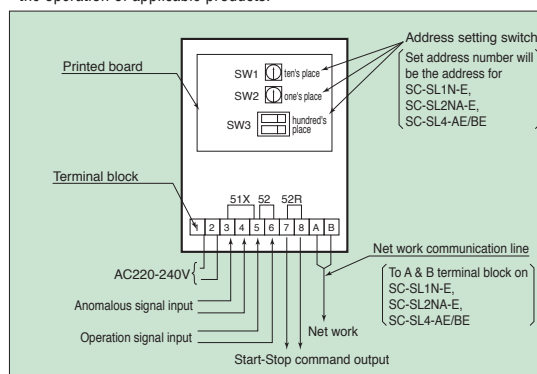 the operation of applicable products.
Address setting switch
Set address number will
be the address for
SC-SL1N-E,
SC-SL2NA-E,
SC-SL4-AE/BE
Printed board
SW1 ten's place
SW2 one's place
SW3 hundred's
place
Terminal block
51X 52 52R
1 2 3 4 5 6 7 8 A B
Net work communication line
AC220-240V
To A & B terminal block on
SC-SL1N-E,
SC-SL2NA-E,
SC-SL4-AE/BE
Anomalous signal input
Operation signal input
Net work
Start-Stop command output